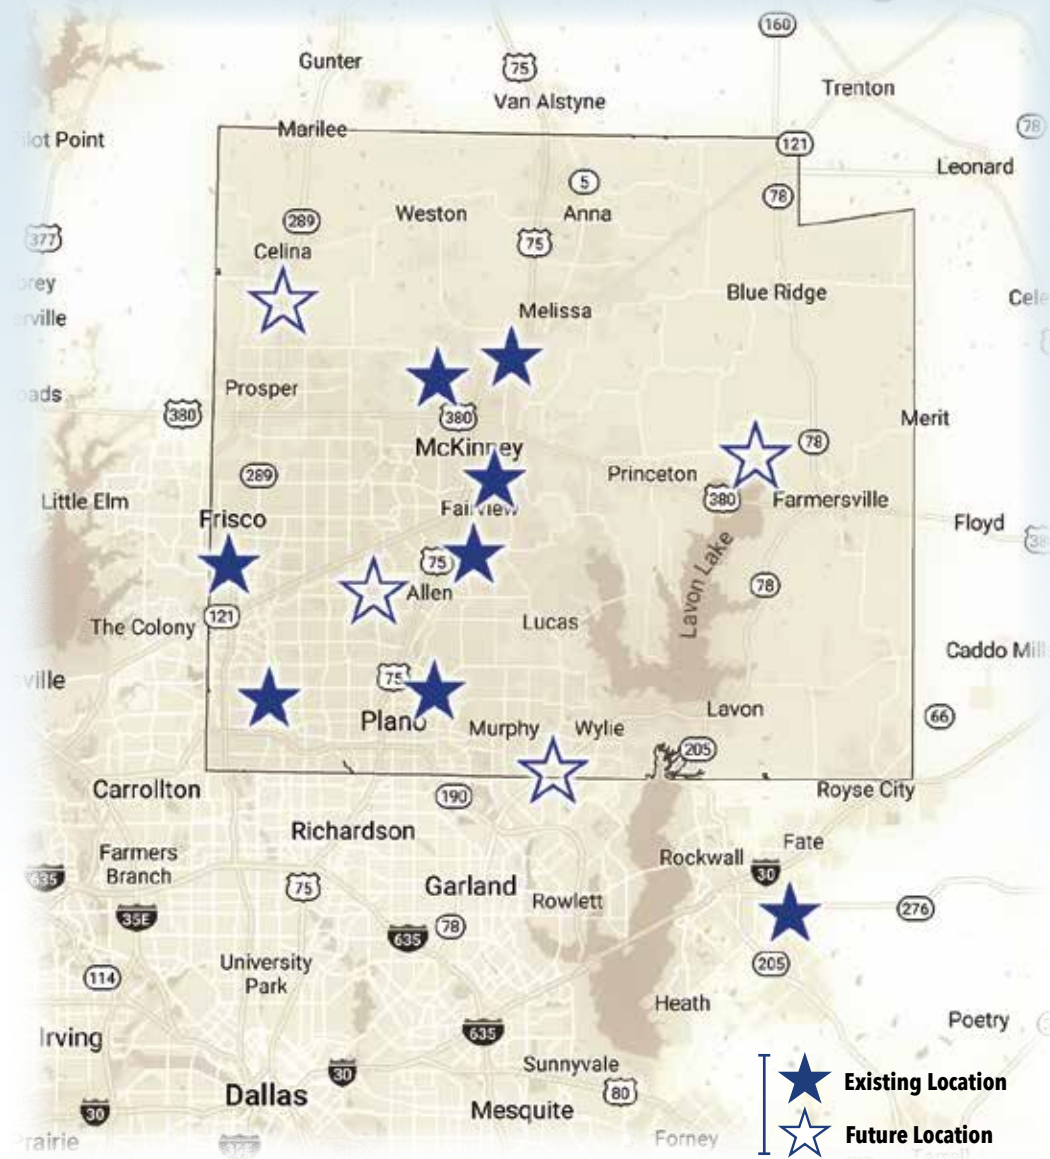 160
Gunter
75
Van Alstyne
Trenton
78
Marilee
121
Leonard
Point
5
78
Weston
Anna
289
377
75
Celina
Blue Ridge
Melissa
Prosper
380
380
Merit
McKinney
78
289
Princeton
380
Little Elm
Farmersville
Fairview
Frisco
Floyd
75
Allen
Lavon Lake
78
121
The Colony
Lucas
Caddo
75
Lavon
66
Plano
Murphy
Wylie
205
Carrollton
190
Royse City
Richardson
Farmers
Branch
Rockwall
Fate
30
635
75
Garland
Rowlett
276
35E
78
635
University
Park
114
205
Heath
Poetry
Irving
635
Sunnyvale
30
Existing Location
Dallas
80
30
Mesquite
Future Location
Prairie
Forney